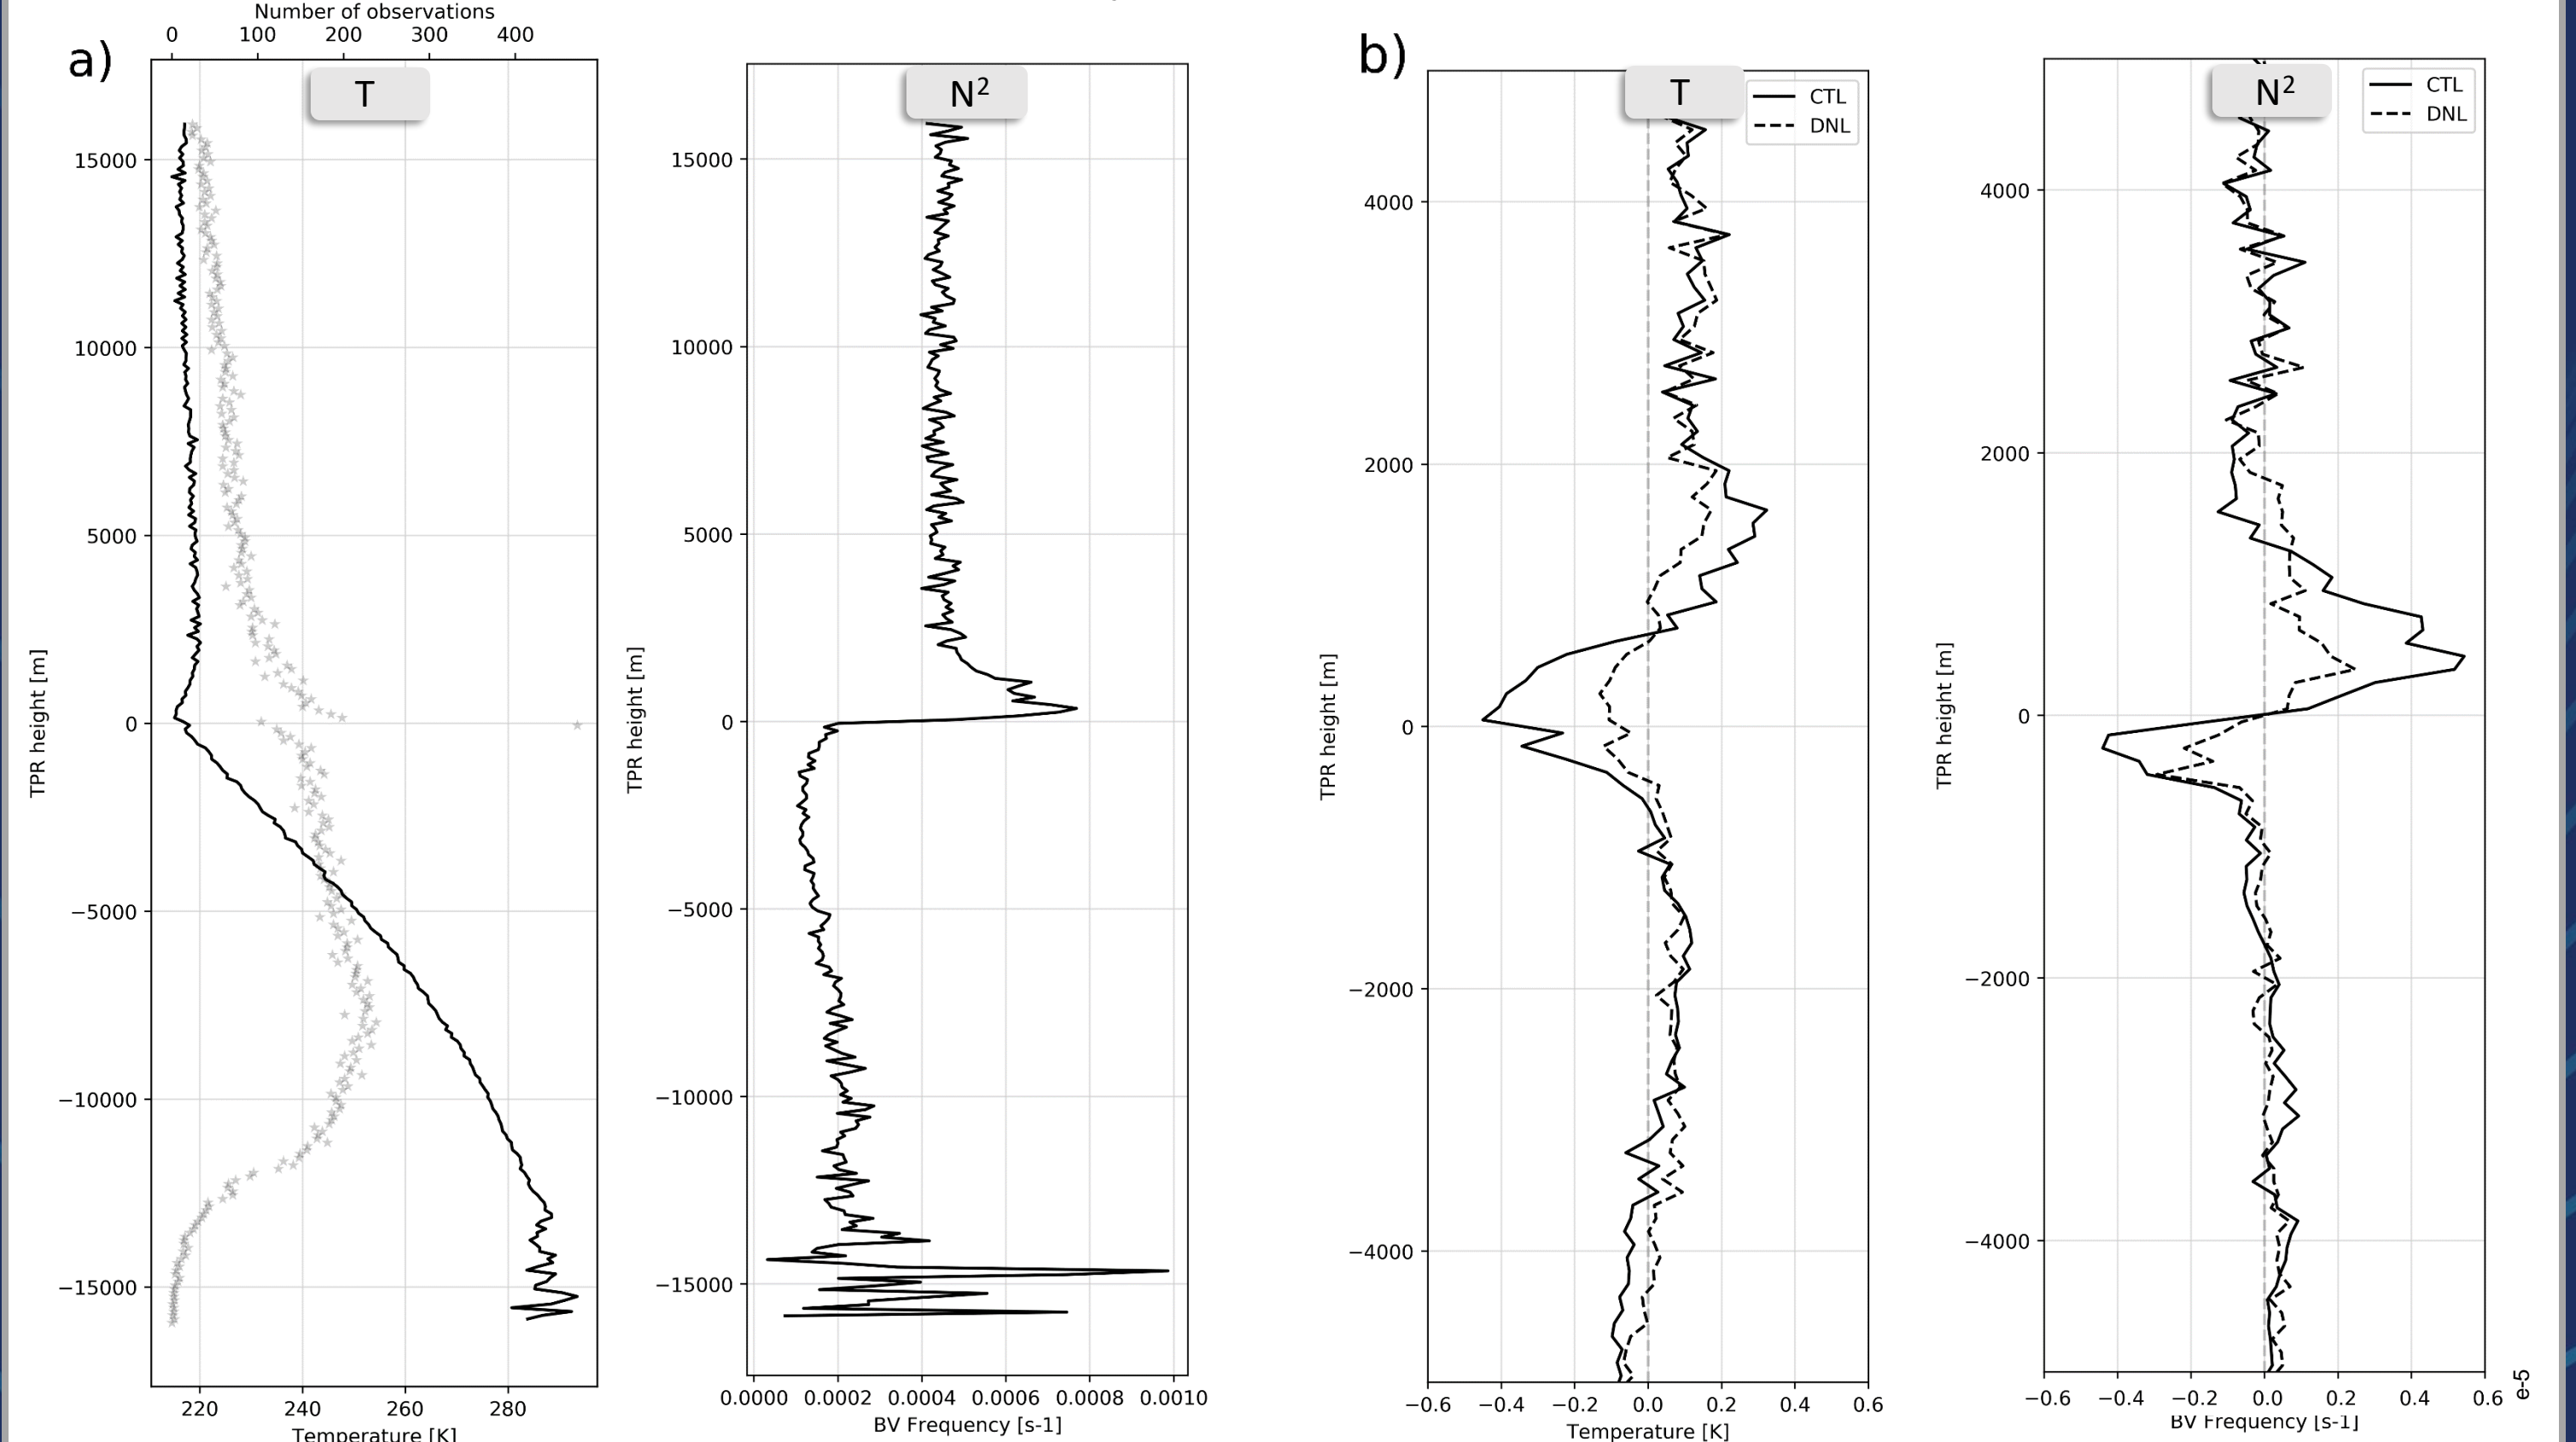 Number of observations
0 100 200 300 400
a)
T
15000
10000
5000
0
−5000
−10000
−15000
TPR height [m]
220 240 260 280
Temperature [K]
N²
15000
10000
5000
0
−5000
−10000
−15000
TPR height [m]
0.0000 0.0002 0.0004 0.0006 0.0008 0.0010
BV Frequency [s-1]
b)
T
CTL
DNL
4000
2000
0
−2000
−4000
TPR height [m]
−0.6 −0.4 −0.2 0.0 0.2 0.4 0.6
Temperature [K]
N²
CTL
DNL
4000
2000
0
−2000
−4000
TPR height [m]
−0.6 −0.4 −0.2 0.0 0.2 0.4 0.6
e-5
BV Frequency [s-1]